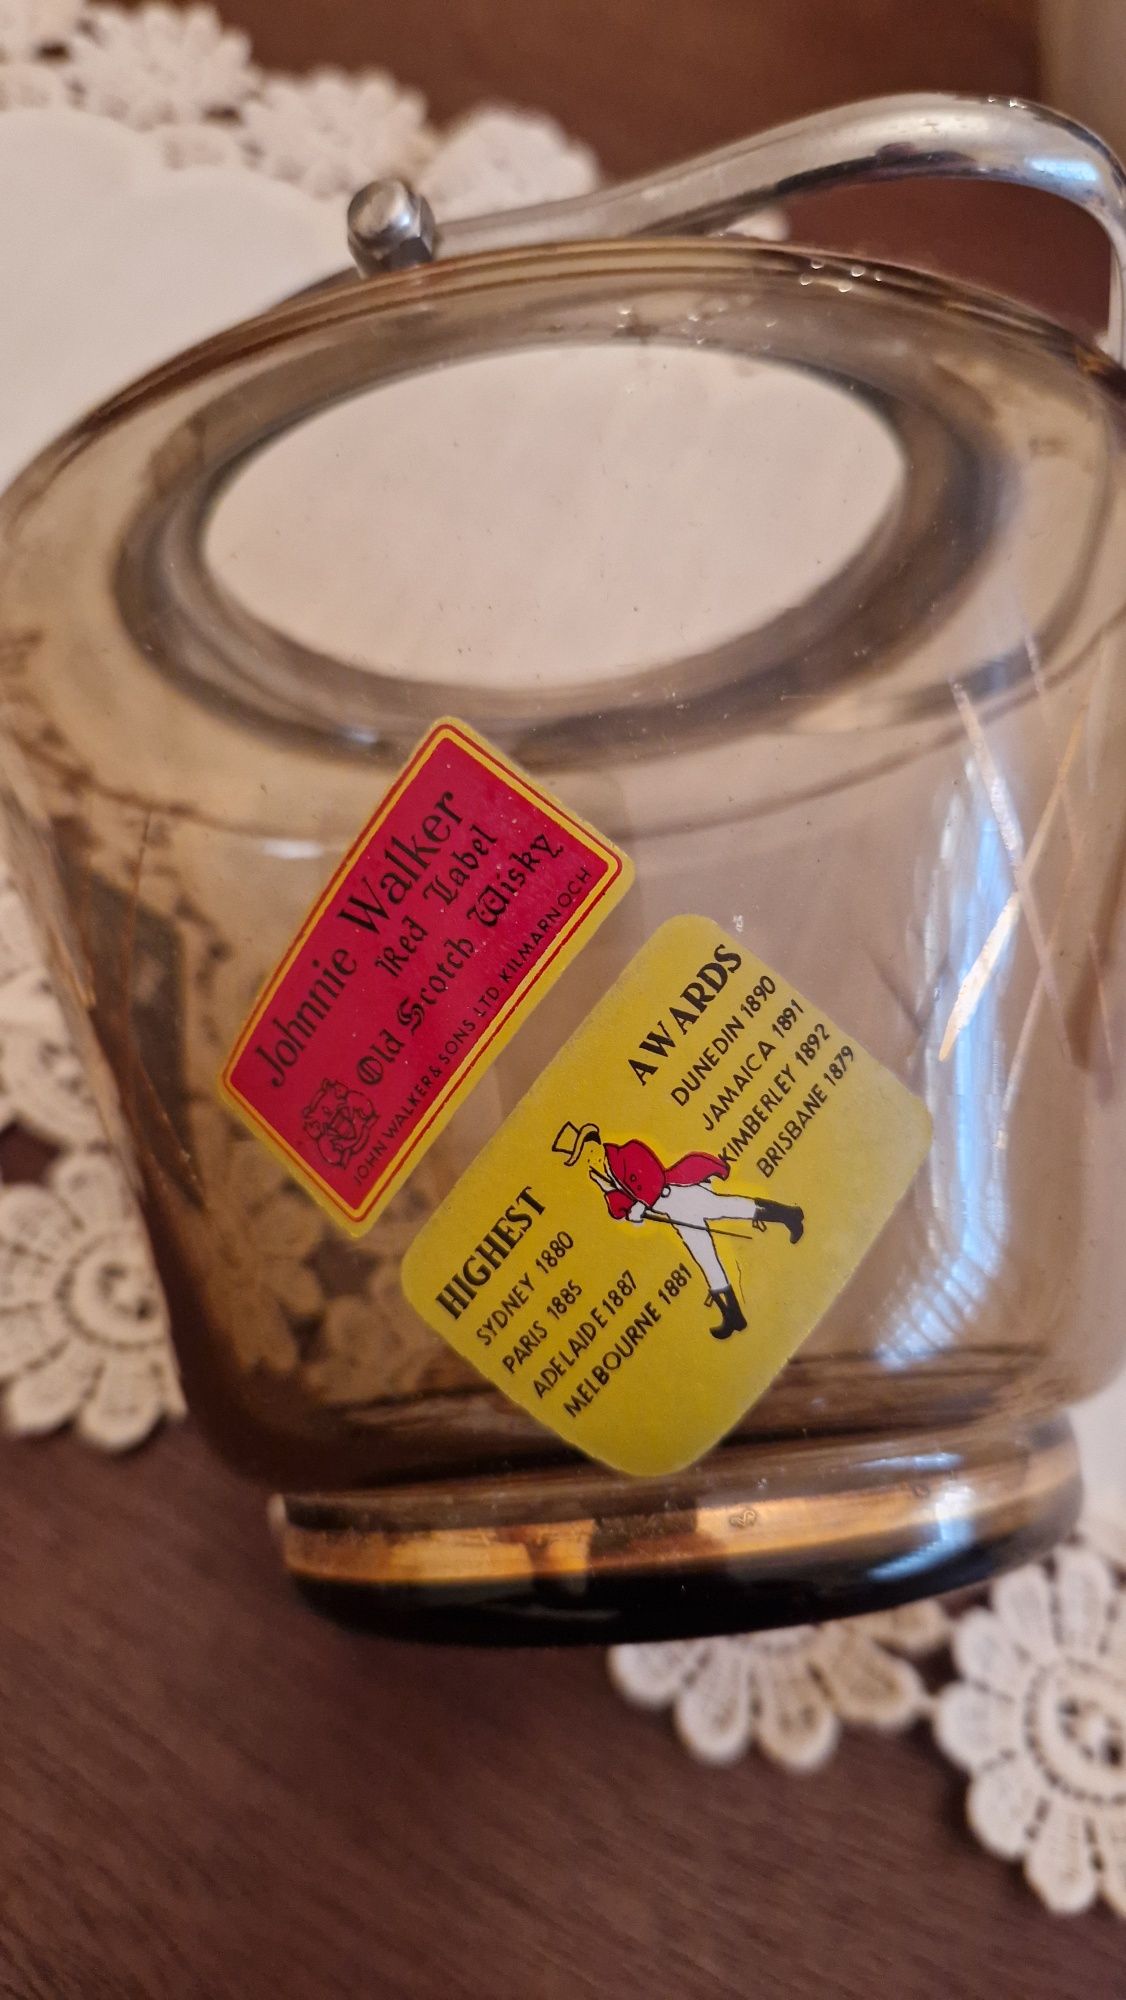 Johnnie Walker
Red Label
Old Scotch Wisky
JOHN WALKER & SONS LTD KILMARNOCH
HIGHEST
SYDNEY 1880
PARIS 1885
ADELAIDE 1887
MELBOURNE 1881
AWARDS
DUNEDIN 1890
JAMAICA 1891
KIMBERLEY 1892
BRISBANE 1879